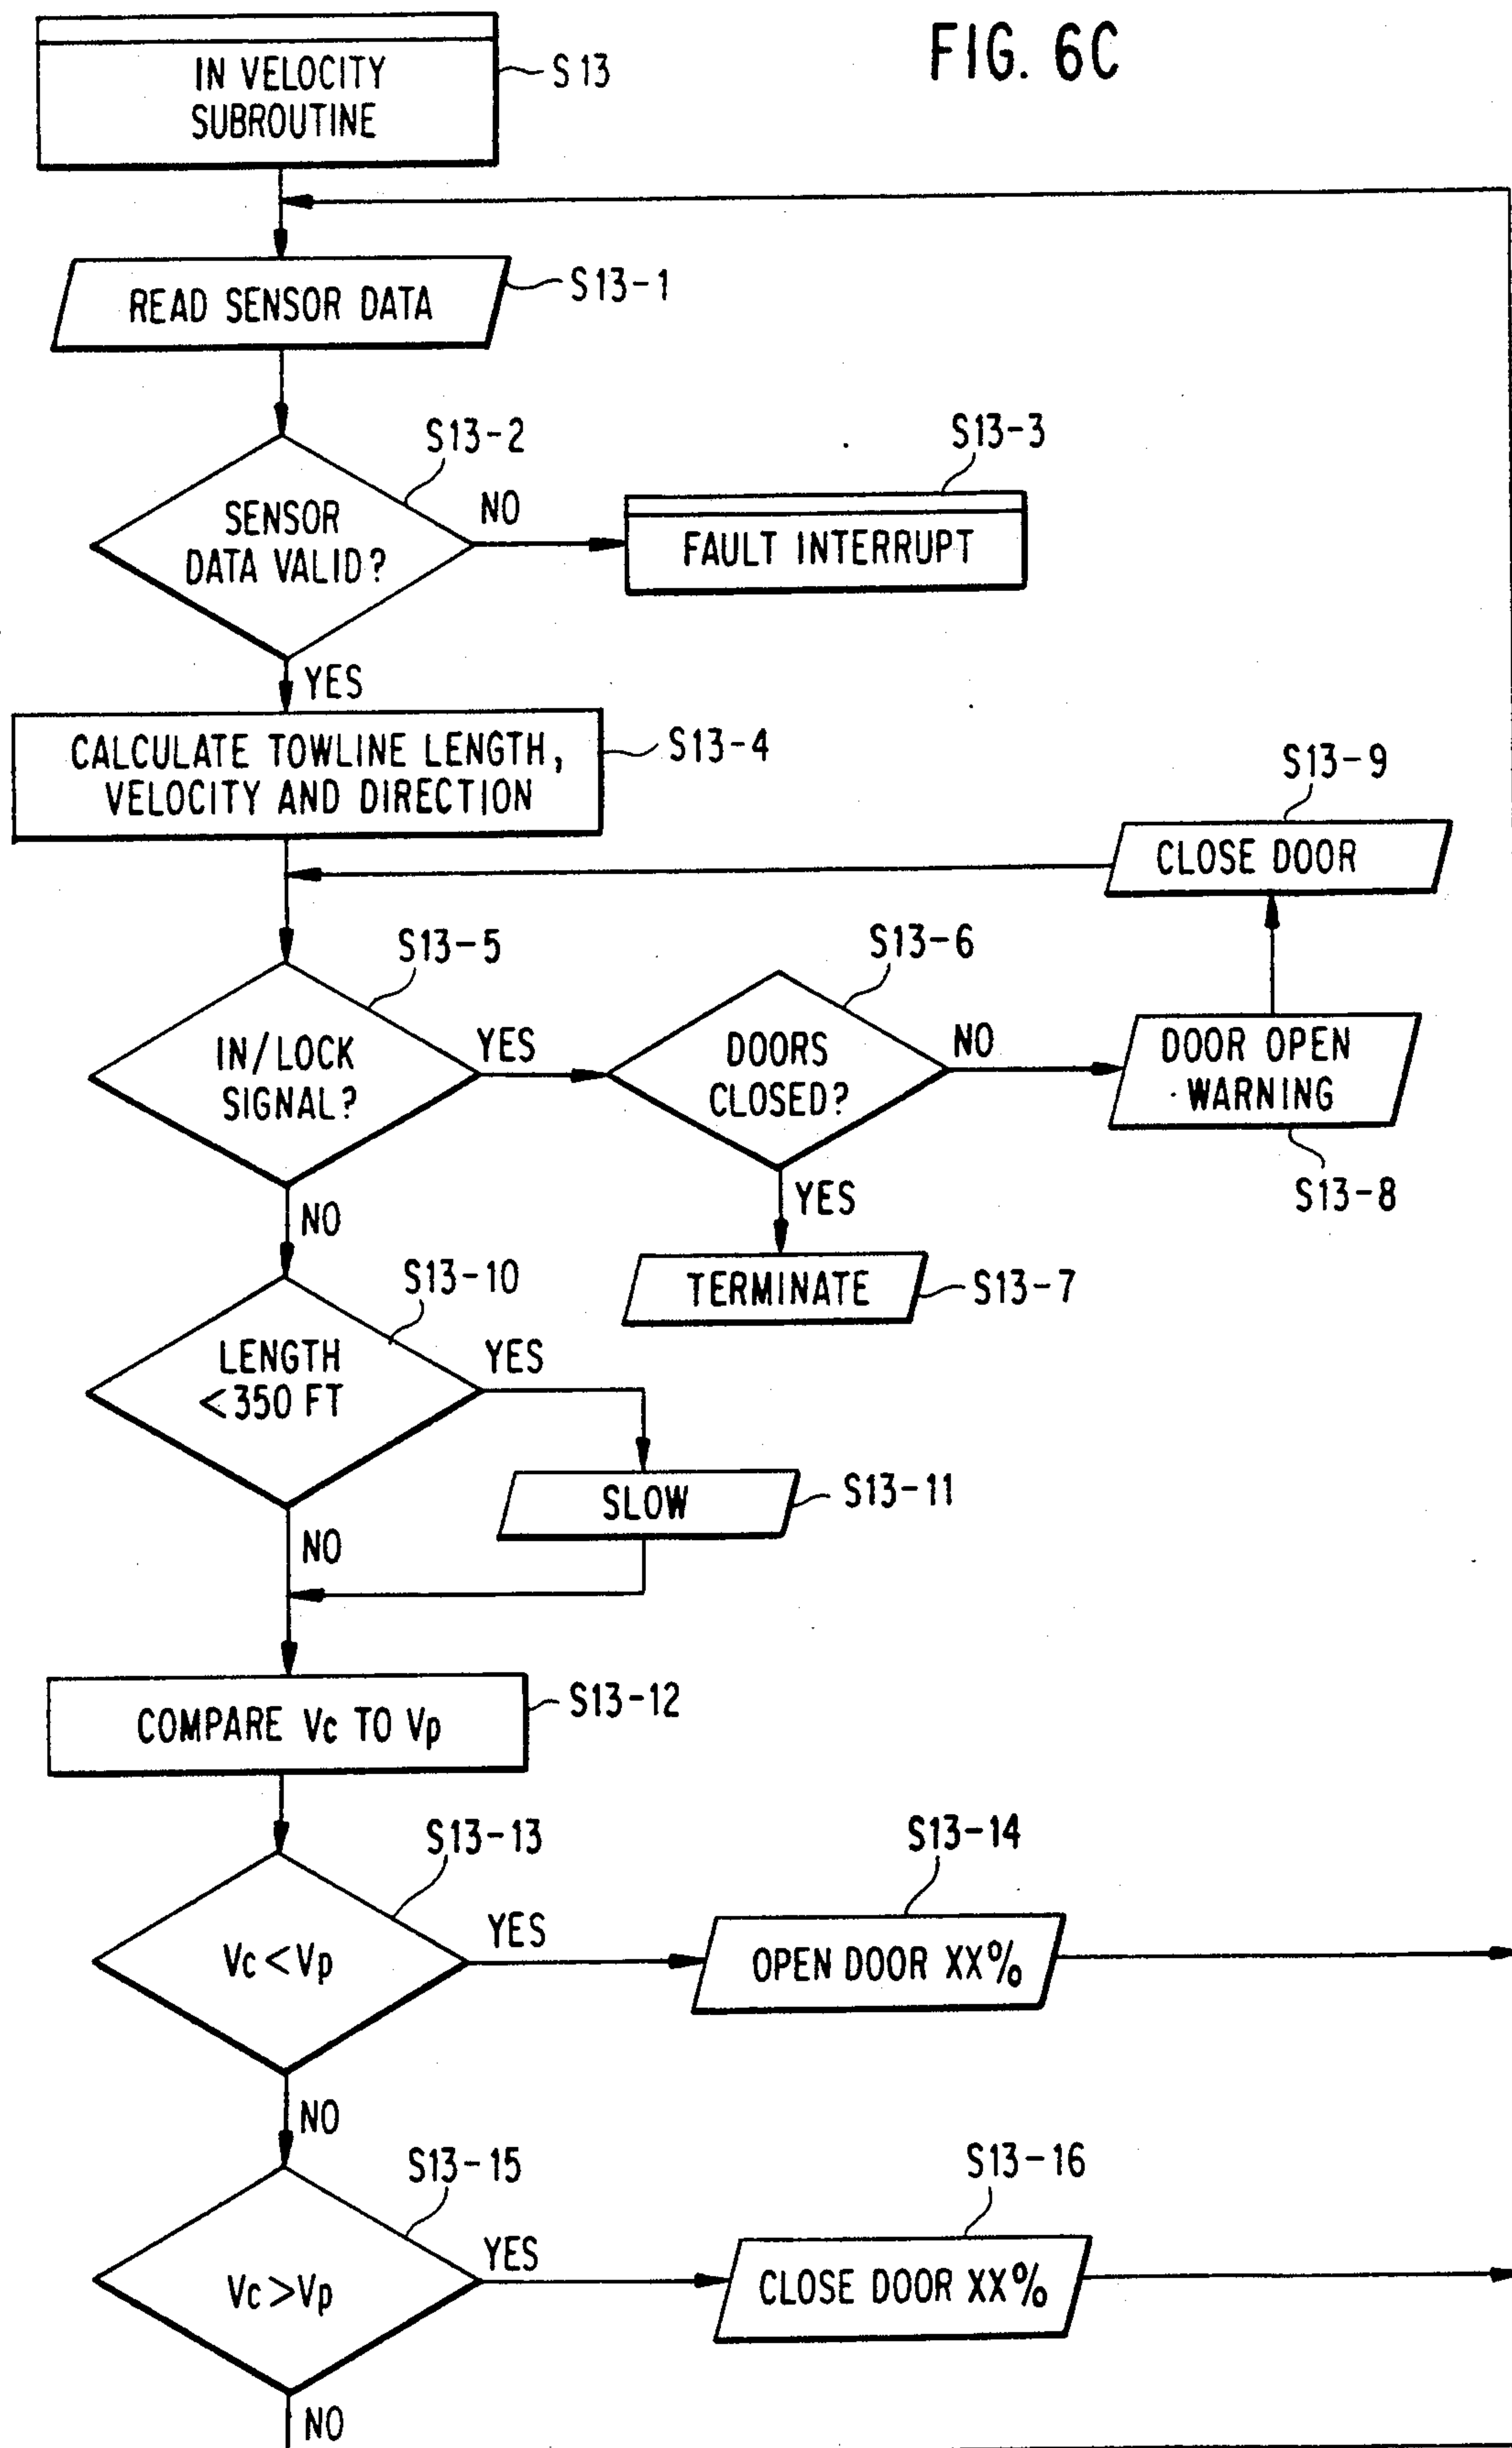 FIG. 6C
IN VELOCITY
SUBROUTINE
S13
READ SENSOR DATA
S13-1
S13-2
SENSOR
DATA VALID?
NO
S13-3
FAULT INTERRUPT
YES
CALCULATE TOWLINE LENGTH,
VELOCITY AND DIRECTION
S13-4
S13-9
CLOSE DOOR
S13-5
IN/LOCK
SIGNAL?
YES
S13-6
DOORS
CLOSED?
NO
DOOR OPEN
WARNING
S13-8
YES
TERMINATE
S13-7
NO
S13-10
LENGTH
<350 FT
YES
SLOW
S13-11
NO
COMPARE Vc TO Vp
S13-12
S13-13
Vc<Vp
YES
S13-14
OPEN DOOR XX%
NO
S13-15
Vc>Vp
YES
S13-16
CLOSE DOOR XX%
NO